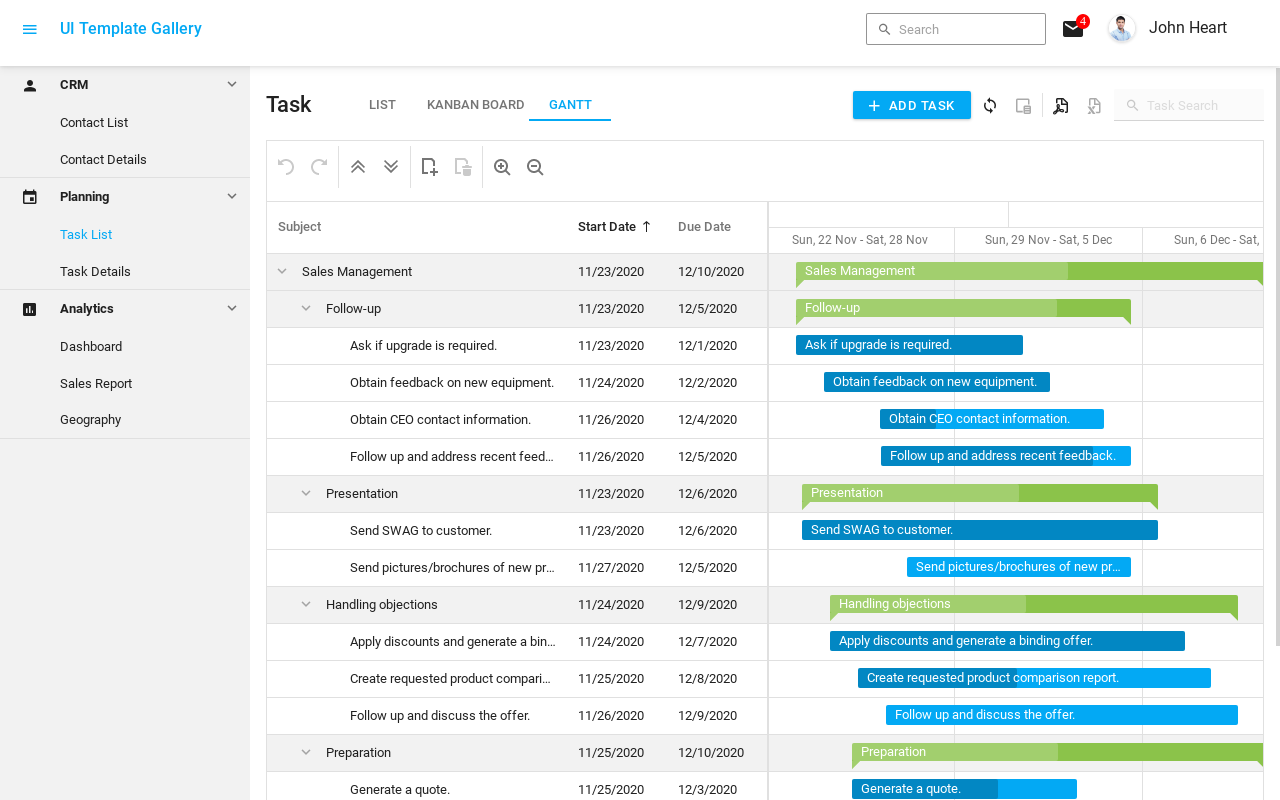 UI Template Gallery
Search
4
John Heart
CRM
Contact List
Contact Details
Planning
Task List
Task Details
Analytics
Dashboard
Sales Report
Geography
Task
LIST
KANBAN BOARD
GANTT
ADD TASK
Task Search
Subject
Start Date
Due Date
Sun, 22 Nov - Sat, 28 Nov
Sun, 29 Nov - Sat, 5 Dec
Sun, 6 Dec - Sat,
Sales Management 11/23/2020 12/10/2020 Sales Management
Follow-up 11/23/2020 12/5/2020 Follow-up
Ask if upgrade is required. 11/23/2020 12/1/2020 Ask if upgrade is required.
Obtain feedback on new equipment. 11/24/2020 12/2/2020 Obtain feedback on new equipment.
Obtain CEO contact information. 11/26/2020 12/4/2020 Obtain CEO contact information.
Follow up and address recent feed... 11/26/2020 12/5/2020 Follow up and address recent feedback.
Presentation 11/23/2020 12/6/2020 Presentation
Send SWAG to customer. 11/23/2020 12/6/2020 Send SWAG to customer.
Send pictures/brochures of new pr... 11/27/2020 12/5/2020 Send pictures/brochures of new pr...
Handling objections 11/24/2020 12/9/2020 Handling objections
Apply discounts and generate a bin... 11/24/2020 12/7/2020 Apply discounts and generate a binding offer.
Create requested product compari... 11/25/2020 12/8/2020 Create requested product comparison report.
Follow up and discuss the offer. 11/26/2020 12/9/2020 Follow up and discuss the offer.
Preparation 11/25/2020 12/10/2020 Preparation
Generate a quote. 11/25/2020 12/3/2020 Generate a quote.